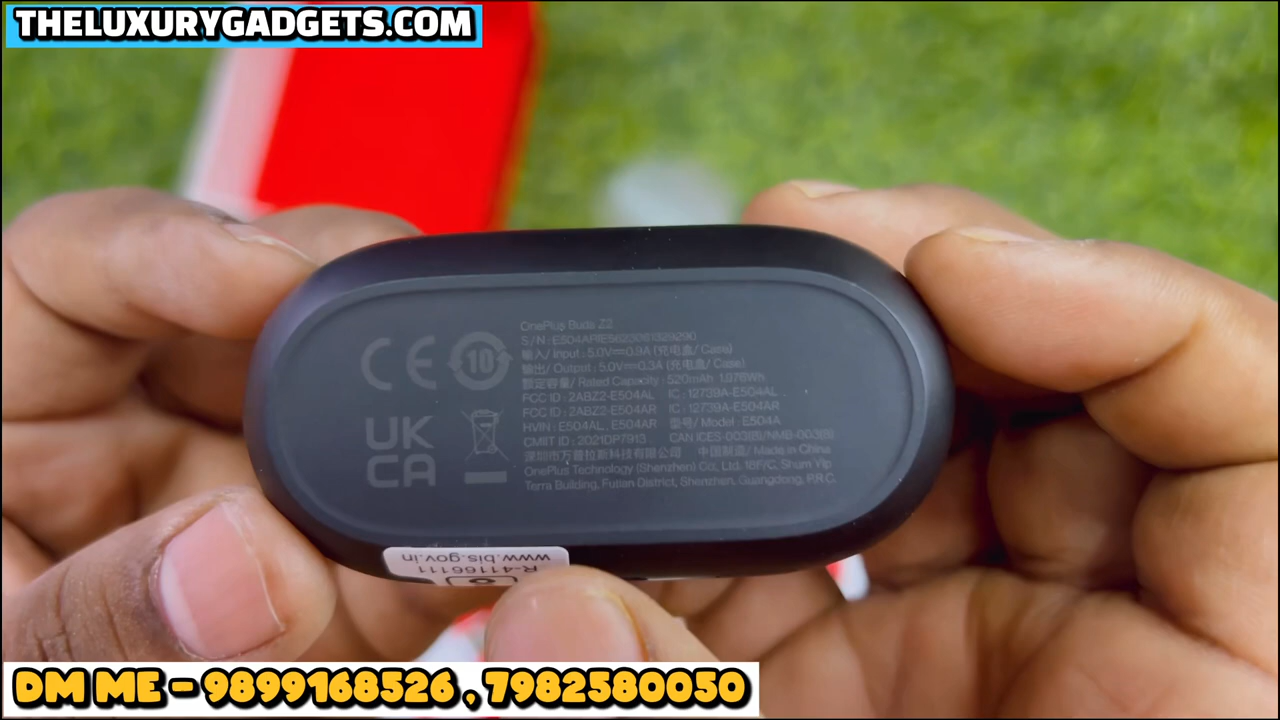 THELUXURYGADGETS.COM
OnePlus Buds Z2
S/N :
输入/ Input : 5.0V⎓0.9A (充电盒/ Case)
输出/ Output : 5.0V⎓0.3A (充电盒/ Case)
额定容量/ Rated Capacity : 520mAh 1.976Wh
FCC ID : 2ABZ2-E504AL IC : 12739A-E504AL
FCC ID : 2ABZ2-E504AR IC : 12739A-E504AR
HVIN : E504AL, E504AR 型号/ Model : E504A
CMIIT ID : 2021DP7913 CAN ICES-003(B)/NMB-003(B)
深圳市万普拉斯科技有限公司 中国制造/ Made in China
OnePlus Technology (Shenzhen) Co., Ltd. 18F/C, Shum Yip
Terra Building, Futian District, Shenzhen, Guangdong, P.R.C.
CE
10
UK
CA
R-41166111
www.bis.gov.in
DM ME - 9899168526 , 7982580050